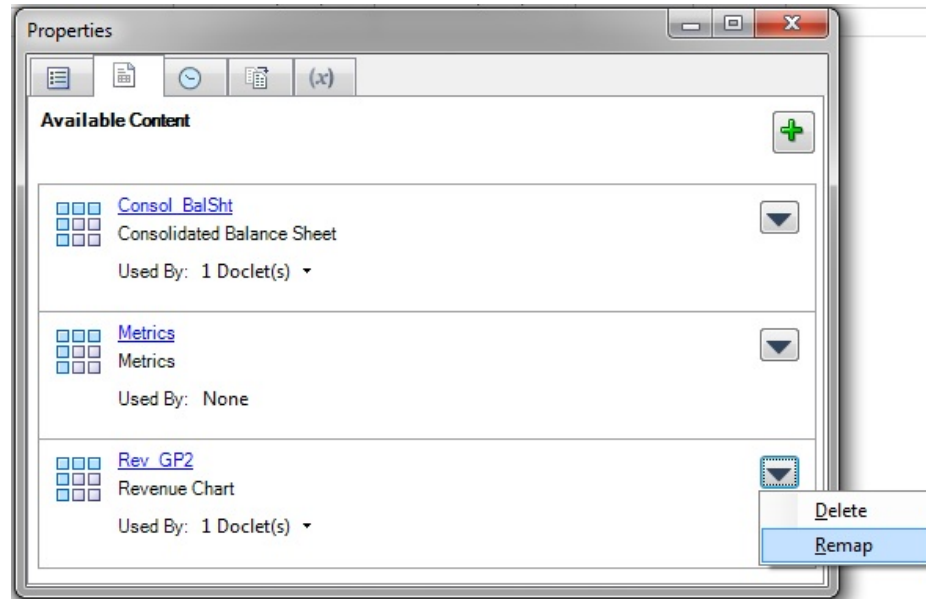 Properties
(x)
Available Content
Consol_BalSht
Consolidated Balance Sheet
Used By: 1 Doclet(s)
Metrics
Metrics
Used By: None
Rev_GP2
Revenue Chart
Used By: 1 Doclet(s)
Delete
Remap